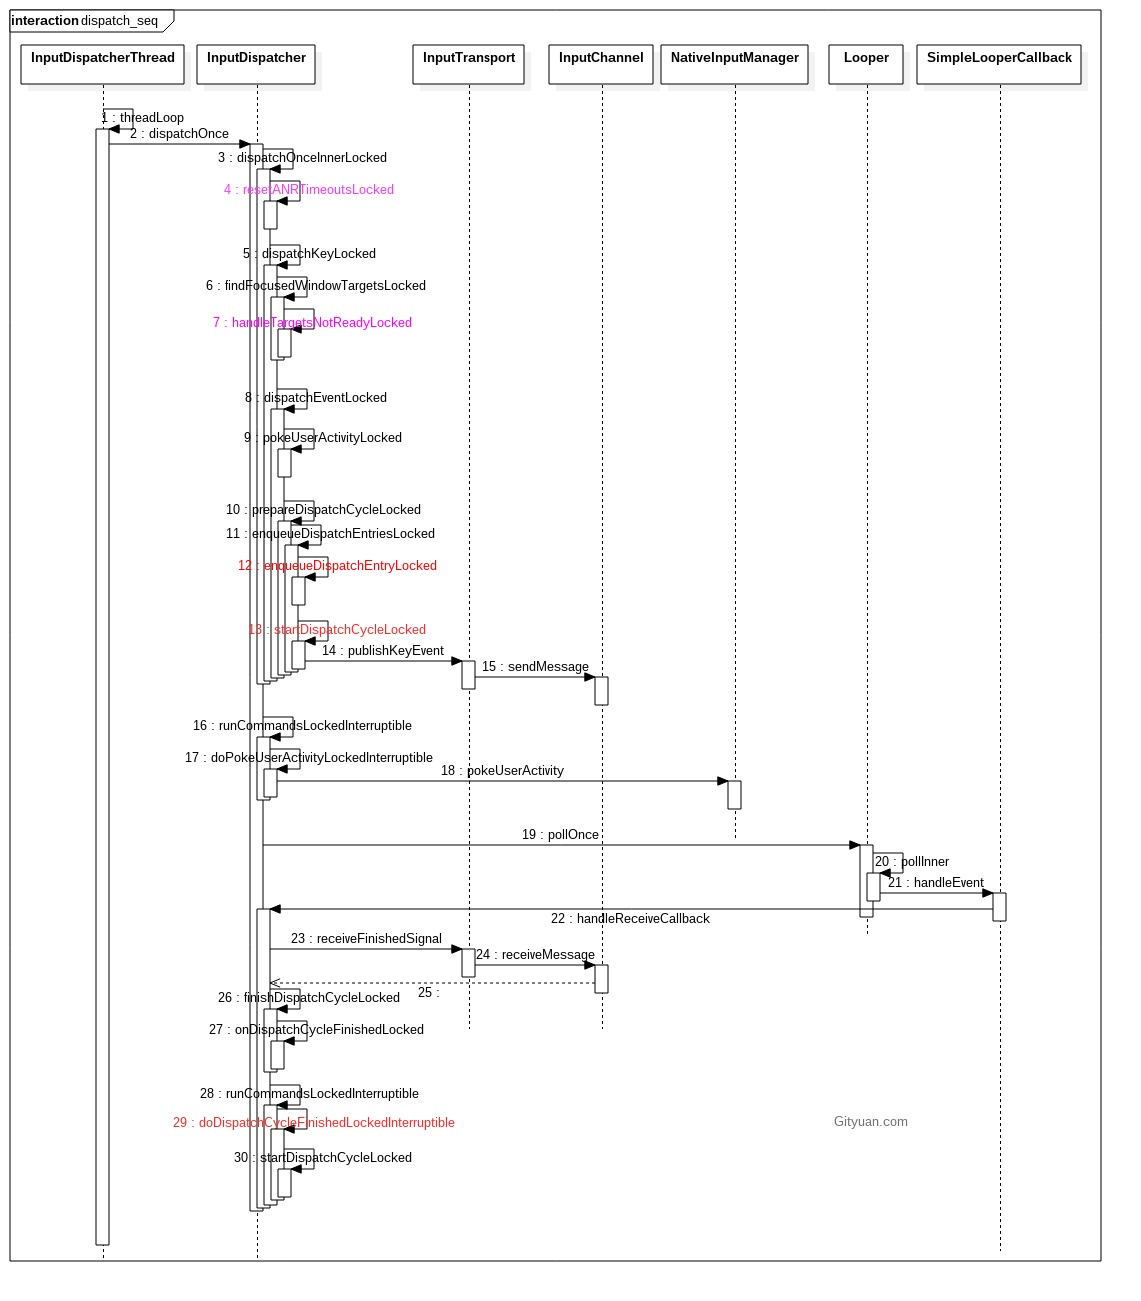 interaction dispatch_seq
InputDispatcherThread
InputDispatcher
InputTransport
InputChannel
NativeInputManager
Looper
SimpleLooperCallback
1 : threadLoop
2 : dispatchOnce
3 : dispatchOnceInnerLocked
4 : resetANRTimeoutsLocked
5 : dispatchKeyLocked
6 : findFocusedWindowTargetsLocked
7 : handleTargetsNotReadyLocked
8 : dispatchEventLocked
9 : pokeUserActivityLocked
10 : prepareDispatchCycleLocked
11 : enqueueDispatchEntriesLocked
12 : enqueueDispatchEntryLocked
13 : startDispatchCycleLocked
14 : publishKeyEvent
15 : sendMessage
16 : runCommandsLockedInterruptible
17 : doPokeUserActivityLockedInterruptible
18 : pokeUserActivity
19 : pollOnce
20 : pollInner
21 : handleEvent
22 : handleReceiveCallback
23 : receiveFinishedSignal
24 : receiveMessage
25 :
26 : finishDispatchCycleLocked
27 : onDispatchCycleFinishedLocked
28 : runCommandsLockedInterruptible
29 : doDispatchCycleFinishedLockedInterruptible
Gityuan.com
30 : startDispatchCycleLocked